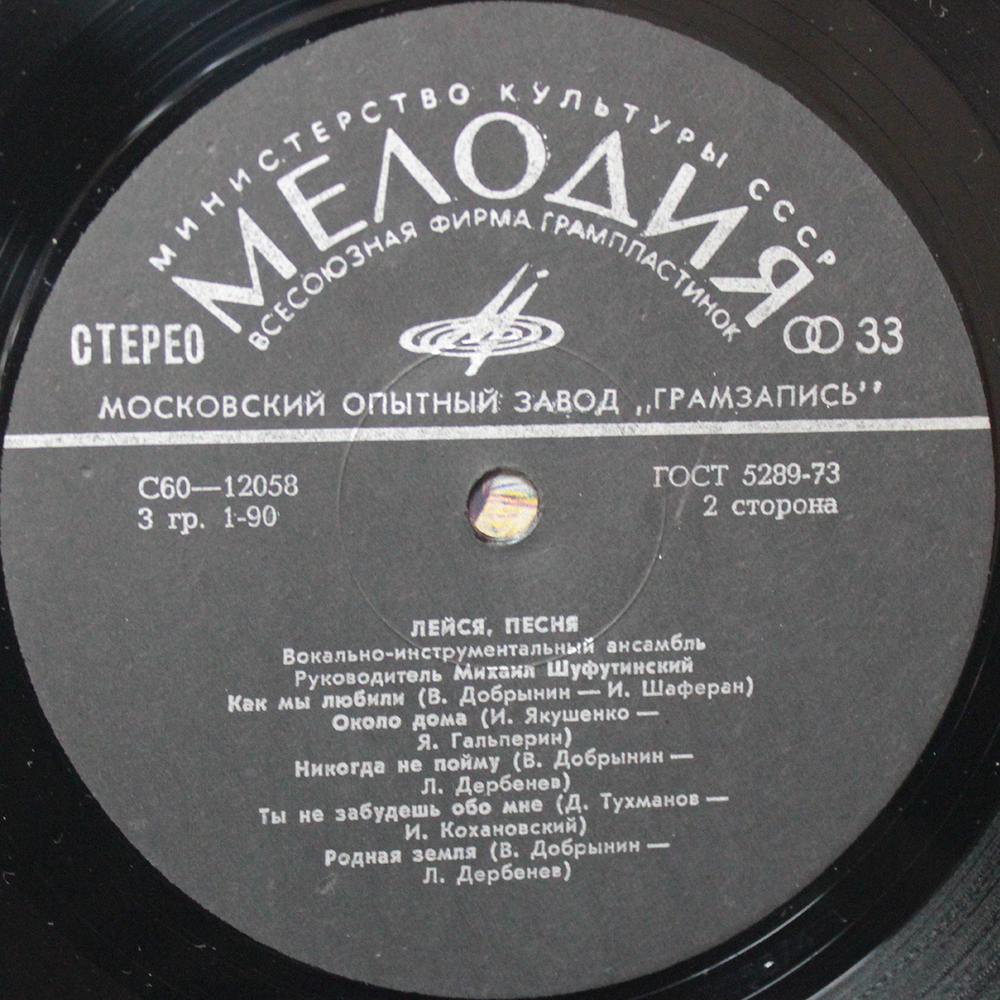 МИНИСТЕРСТВО КУЛЬТУРЫ СССР
МЕЛОДИЯ
ВСЕСОЮЗНАЯ ФИРМА ГРАМПЛАСТИНОК
СТЕРЕО
33
МОСКОВСКИЙ ОПЫТНЫЙ ЗАВОД „ГРАМЗАПИСЬ”
С60—12058
ГОСТ 5289-73
3 гр. 1-90
2 сторона
ЛЕЙСЯ, ПЕСНЯ
Вокально-инструментальный ансамбль
Руководитель Михаил Шуфутинский
Как мы любили (В. Добрынин — И. Шаферан)
Около дома (И. Якушенко —
Я. Гальперин)
Никогда не пойму (В. Добрынин —
Л. Дербенев)
Ты не забудешь обо мне (Д. Тухманов —
И. Кохановский)
Родная земля (В. Добрынин —
Л. Дербенев)